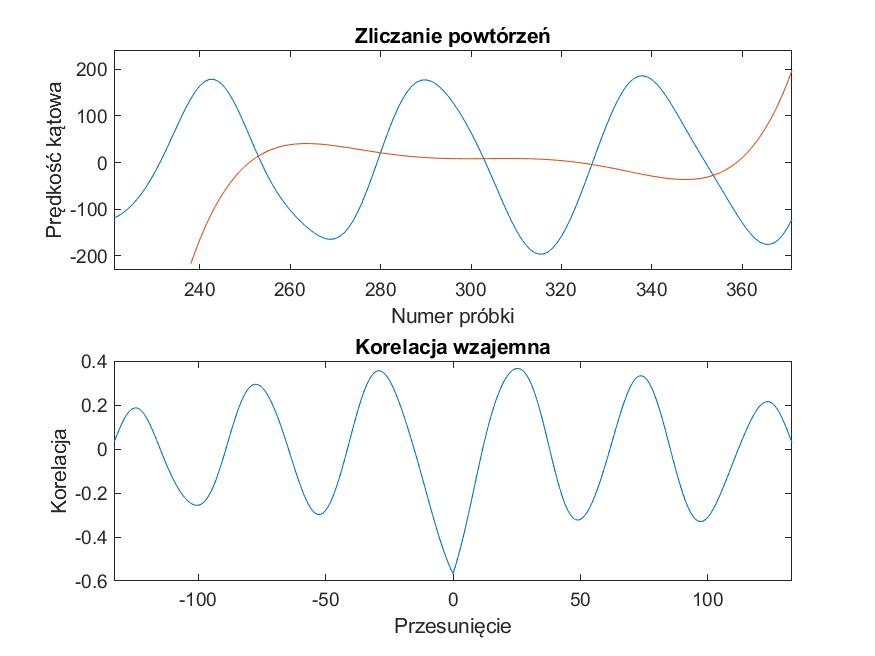 Zliczanie powtórzeń
200
100
0
-100
-200
Prędkość kątowa
240 260 280 300 320 340 360
Numer próbki
Korelacja wzajemna
0.4
0.2
0
-0.2
-0.4
-0.6
Korelacja
-100 -50 0 50 100
Przesunięcie